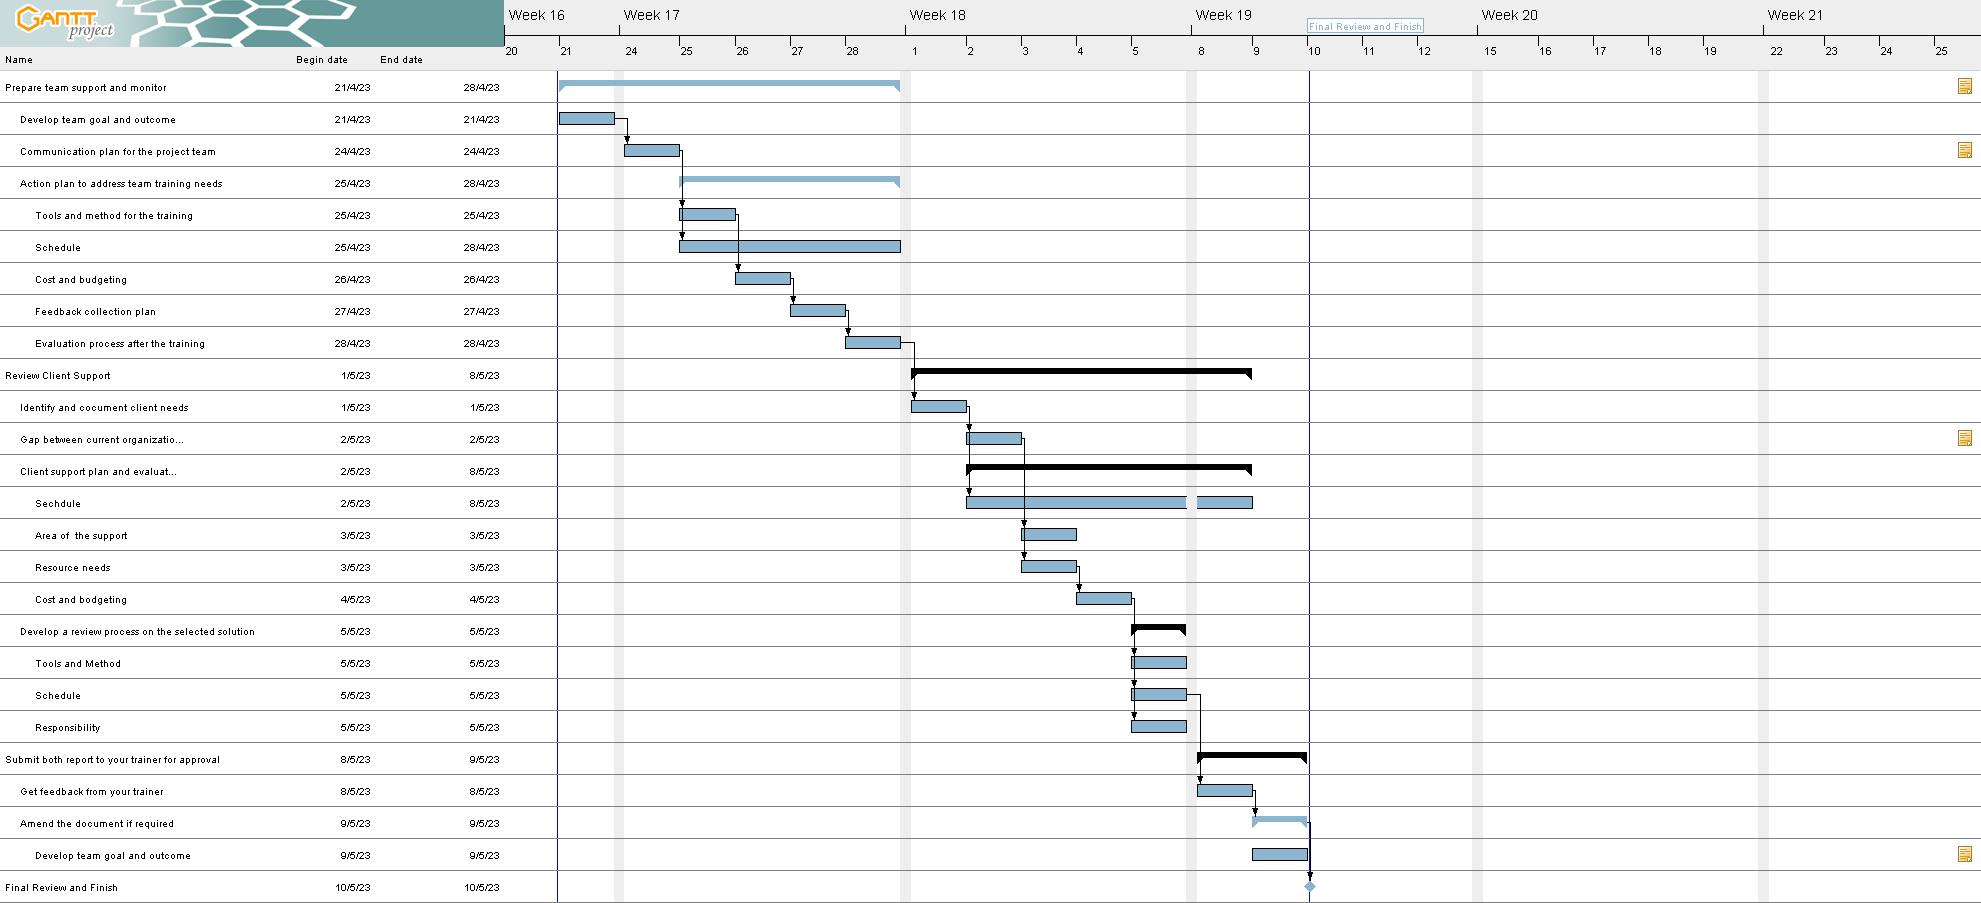 GANTT project
Week 16 Week 17 Week 18 Week 19 Week 20 Week 21
Final Review and Finish
20 21 24 25 26 27 28 1 2 3 4 5 8 9 10 11 12 15 16 17 18 19 22 23 24 25
Name Begin date End date
Prepare team support and monitor 21/4/23 28/4/23
Develop team goal and outcome 21/4/23 21/4/23
Communication plan for the project team 24/4/23 24/4/23
Action plan to address team training needs 25/4/23 28/4/23
Tools and method for the training 25/4/23 25/4/23
Schedule 25/4/23 28/4/23
Cost and budgeting 26/4/23 26/4/23
Feedback collection plan 27/4/23 27/4/23
Evaluation process after the training 28/4/23 28/4/23
Review Client Support 1/5/23 8/5/23
Identify and cocument client needs 1/5/23 1/5/23
Gap between current organizatio... 2/5/23 2/5/23
Client support plan and evaluat... 2/5/23 8/5/23
Sechdule 2/5/23 8/5/23
Area of the support 3/5/23 3/5/23
Resource needs 3/5/23 3/5/23
Cost and bodgeting 4/5/23 4/5/23
Develop a review process on the selected solution 5/5/23 5/5/23
Tools and Method 5/5/23 5/5/23
Schedule 5/5/23 5/5/23
Responsibility 5/5/23 5/5/23
Submit both report to your trainer for approval 8/5/23 9/5/23
Get feedback from your trainer 8/5/23 8/5/23
Amend the document if required 9/5/23 9/5/23
Develop team goal and outcome 9/5/23 9/5/23
Final Review and Finish 10/5/23 10/5/23